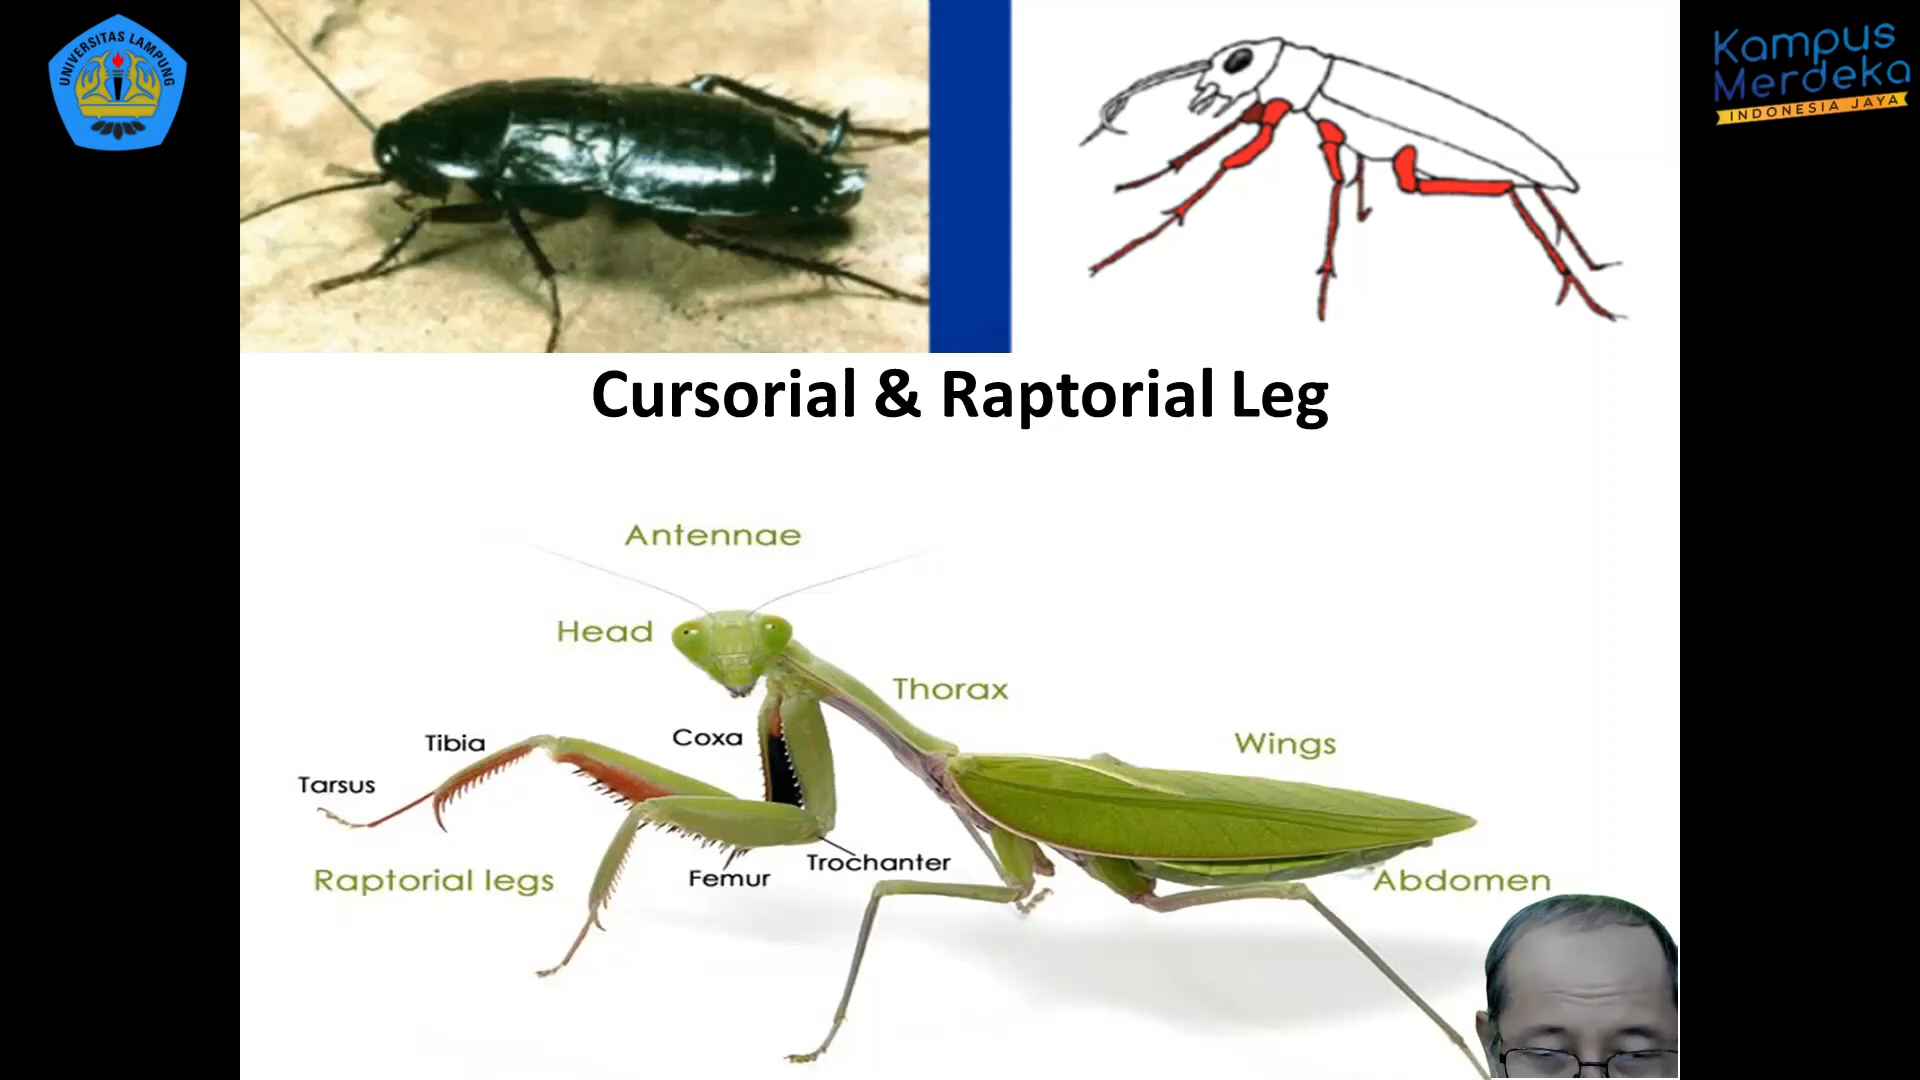 UNIVERSITAS LAMPUNG
Kampus
Merdeka
INDONESIA JAYA
Cursorial & Raptorial Leg
Antennae
Head
Thorax
Tibia
Coxa
Wings
Tarsus
Trochanter
Raptorial legs
Femur
Abdomen